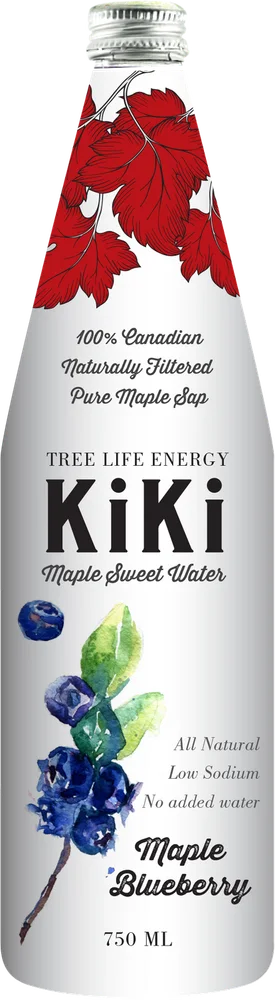 100% Canadian
Naturally Filtered
Pure Maple Sap
TREE LIFE ENERGY
KiKi
Maple Sweet Water
All Natural
Low Sodium
No added water
Maple
Blueberry
750 ML